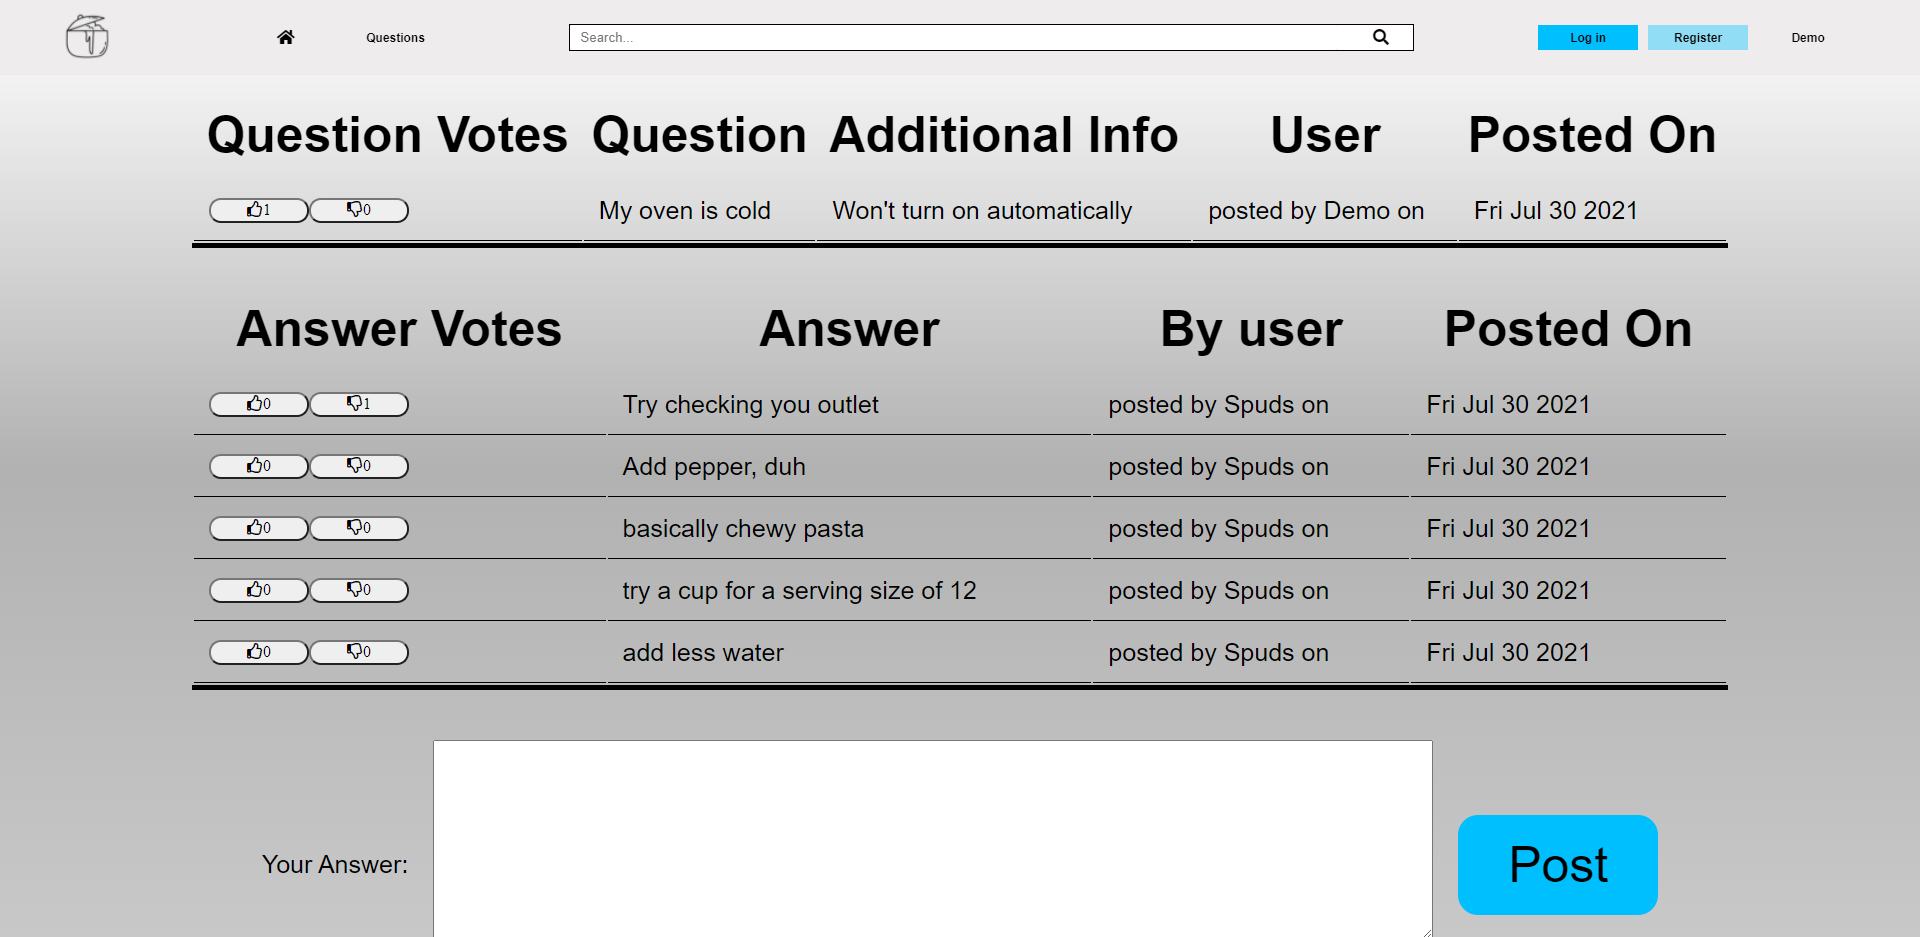 Questions
Search...
Log in
Register
Demo
Question Votes Question Additional Info User Posted On
1 0 My oven is cold Won't turn on automatically posted by Demo on Fri Jul 30 2021
Answer Votes Answer By user Posted On
0 1 Try checking you outlet posted by Spuds on Fri Jul 30 2021
0 0 Add pepper, duh posted by Spuds on Fri Jul 30 2021
0 0 basically chewy pasta posted by Spuds on Fri Jul 30 2021
0 0 try a cup for a serving size of 12 posted by Spuds on Fri Jul 30 2021
0 0 add less water posted by Spuds on Fri Jul 30 2021
Your Answer:
Post